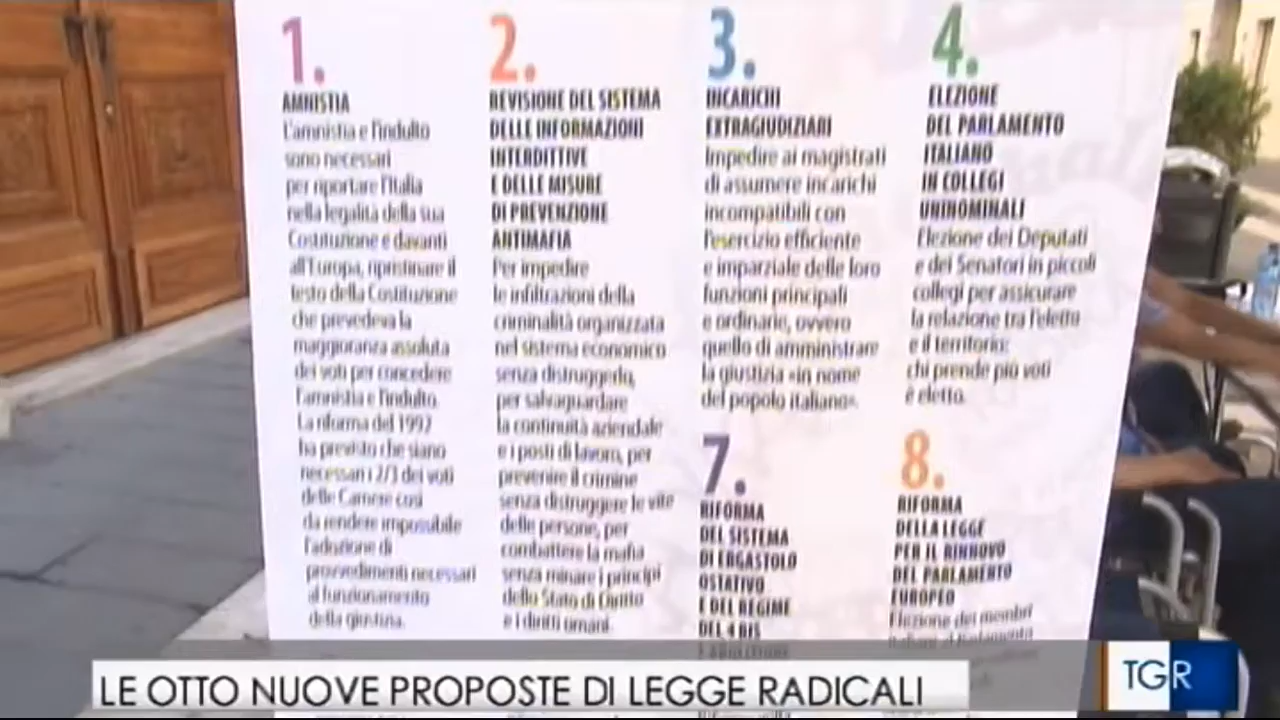 1.
AMNISTIA
L'amnistia e l'indulto
sono necessari
per riportare l'Italia
nella legalità della sua
Costituzione e davanti
all'Europa, ripristinare il
testo della Costituzione
che prevedeva la
maggioranza assoluta
dei voti per concedere
l'amnistia e l'indulto.
La riforma del 1992
ha previsto che siano
necessari i 2/3 dei voti
delle Camere così
da rendere impossibile
l'adozione di
provvedimenti necessari
al funzionamento
della giustizia.
2.
REVISIONE DEL SISTEMA
DELLE INFORMAZIONI
INTERDITTIVE
E DELLE MISURE
DI PREVENZIONE
ANTIMAFIA
Per impedire
le infiltrazioni della
criminalità organizzata
nel sistema economico
senza distruggerlo,
per salvaguardare
la continuità aziendale
e i posti di lavoro, per
prevenire il crimine
senza distruggere le vite
delle persone, per
combattere la mafia
senza minare i principi
dello Stato di Diritto
e i diritti umani.
3.
INCARICHI
EXTRAGIUDIZIARI
Impedire ai magistrati
di assumere incarichi
incompatibili con
l'esercizio efficiente
e imparziale delle loro
funzioni principali
e ordinarie, ovvero
quello di amministrare
la giustizia «in nome
del popolo italiano».
4.
ELEZIONE
DEL PARLAMENTO
ITALIANO
IN COLLEGI
UNINOMINALI
Elezione dei Deputati
e dei Senatori in piccoli
collegi per assicurare
la relazione tra l'eletto
e il territorio:
chi prende più voti
è eletto.
7.
RIFORMA
DEL SISTEMA
DI ERGASTOLO
OSTATIVO
E DEL REGIME
DEL 4 BIS
8.
RIFORMA
DELLA LEGGE
PER IL RINNOVO
DEL PARLAMENTO
EUROPEO
Elezione dei membri
italiani al Parlamento
LE OTTO NUOVE PROPOSTE DI LEGGE RADICALI
TGR